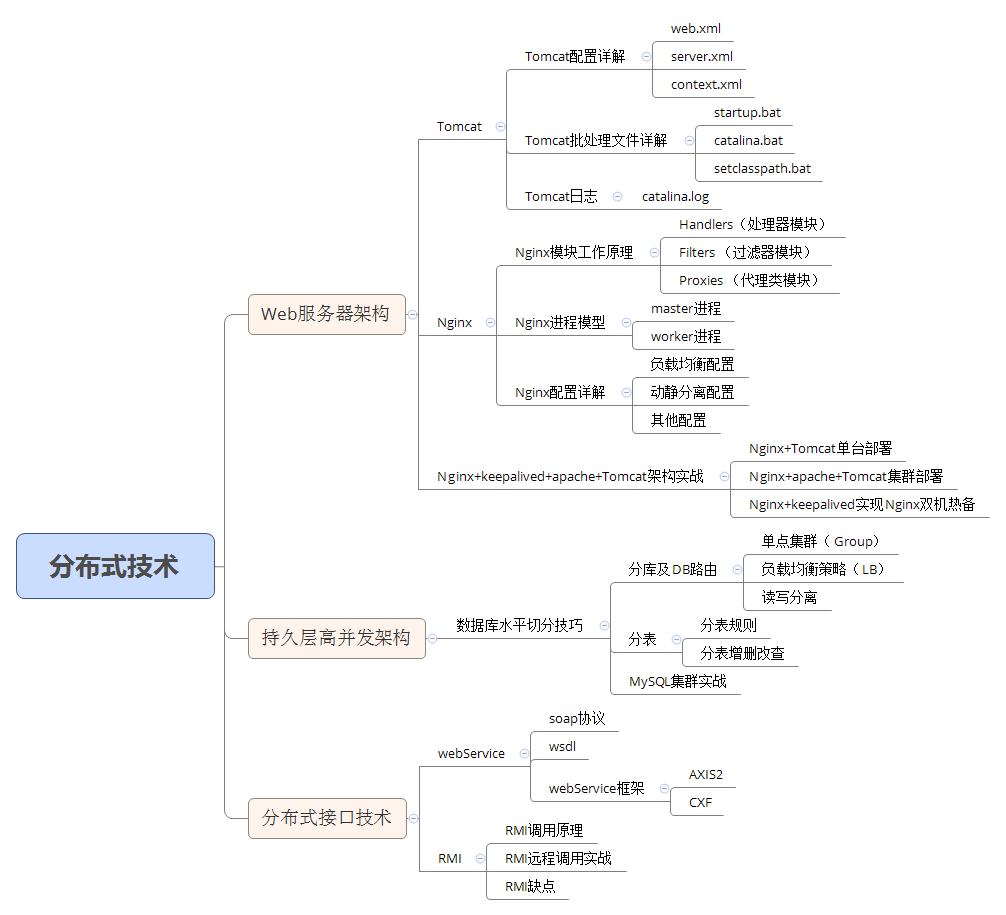 分布式技术
Web服务器架构
Tomcat
Tomcat配置详解
web.xml
server.xml
context.xml
Tomcat批处理文件详解
startup.bat
catalina.bat
setclasspath.bat
Tomcat日志
catalina.log
Nginx
Nginx模块工作原理
Handlers（处理器模块）
Filters （过滤器模块）
Proxies （代理类模块）
Nginx进程模型
master进程
worker进程
Nginx配置详解
负载均衡配置
动静分离配置
其他配置
Nginx+keepalived+apache+Tomcat架构实战
Nginx+Tomcat单台部署
Nginx+apache+Tomcat集群部署
Nginx+keepalived实现Nginx双机热备
持久层高并发架构
数据库水平切分技巧
分库及DB路由
单点集群（ Group）
负载均衡策略（ LB）
读写分离
分表
分表规则
分表增删改查
MySQL集群实战
分布式接口技术
webService
soap协议
wsdl
webService框架
AXIS2
CXF
RMI
RMI调用原理
RMI远程调用实战
RMI缺点